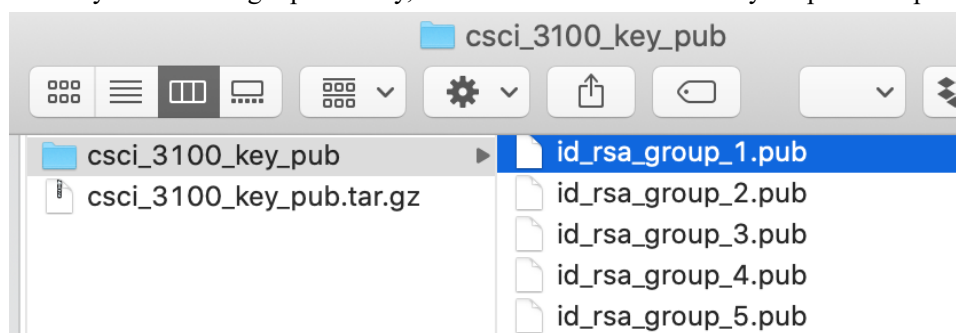 csci_3100_key_pub
csci_3100_key_pub id_rsa_group_1.pub
csci_3100_key_pub.tar.gz id_rsa_group_2.pub
id_rsa_group_3.pub
id_rsa_group_4.pub
id_rsa_group_5.pub